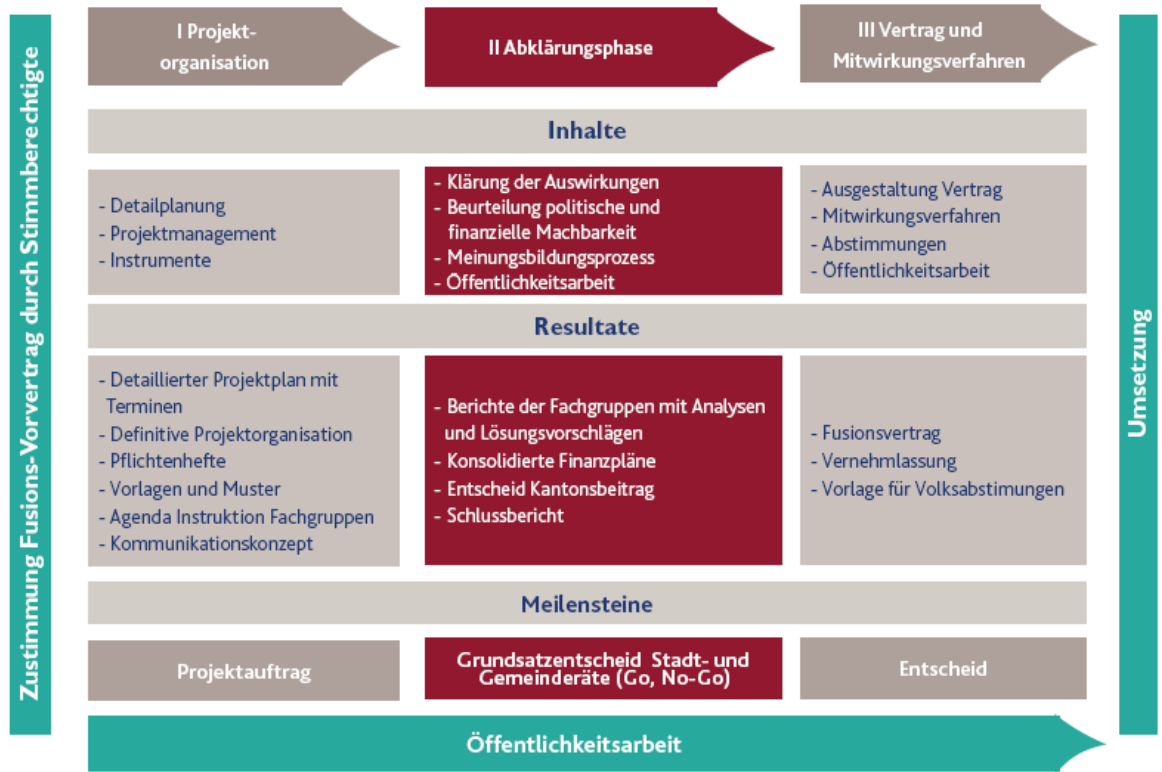 Zustimmung Fusions-Vorvertrag durch Stimmberechtigte
I Projekt-
organisation
II Abklärungsphase
III Vertrag und
Mitwirkungsverfahren
Inhalte
- Detailplanung
- Projektmanagement
- Instrumente
- Klärung der Auswirkungen
- Beurteilung politische und
finanzielle Machbarkeit
- Meinungsbildungsprozess
- Öffentlichkeitsarbeit
- Ausgestaltung Vertrag
- Mitwirkungsverfahren
- Abstimmungen
- Öffentlichkeitsarbeit
Resultate
- Detaillierter Projektplan mit
Terminen
- Definitive Projektorganisation
- Pflichtenhefte
- Vorlagen und Muster
- Agenda Instruktion Fachgruppen
- Kommunikationskonzept
- Berichte der Fachgruppen mit Analysen
und Lösungsvorschlägen
- Konsolidierte Finanzpläne
- Entscheid Kantonsbeitrag
- Schlussbericht
- Fusionsvertrag
- Vernehmlassung
- Vorlage für Volksabstimungen
Meilensteine
Projektauftrag
Grundsatzentscheid Stadt- und
Gemeinderäte (Go, No-Go)
Entscheid
Öffentlichkeitsarbeit
Umsetzung